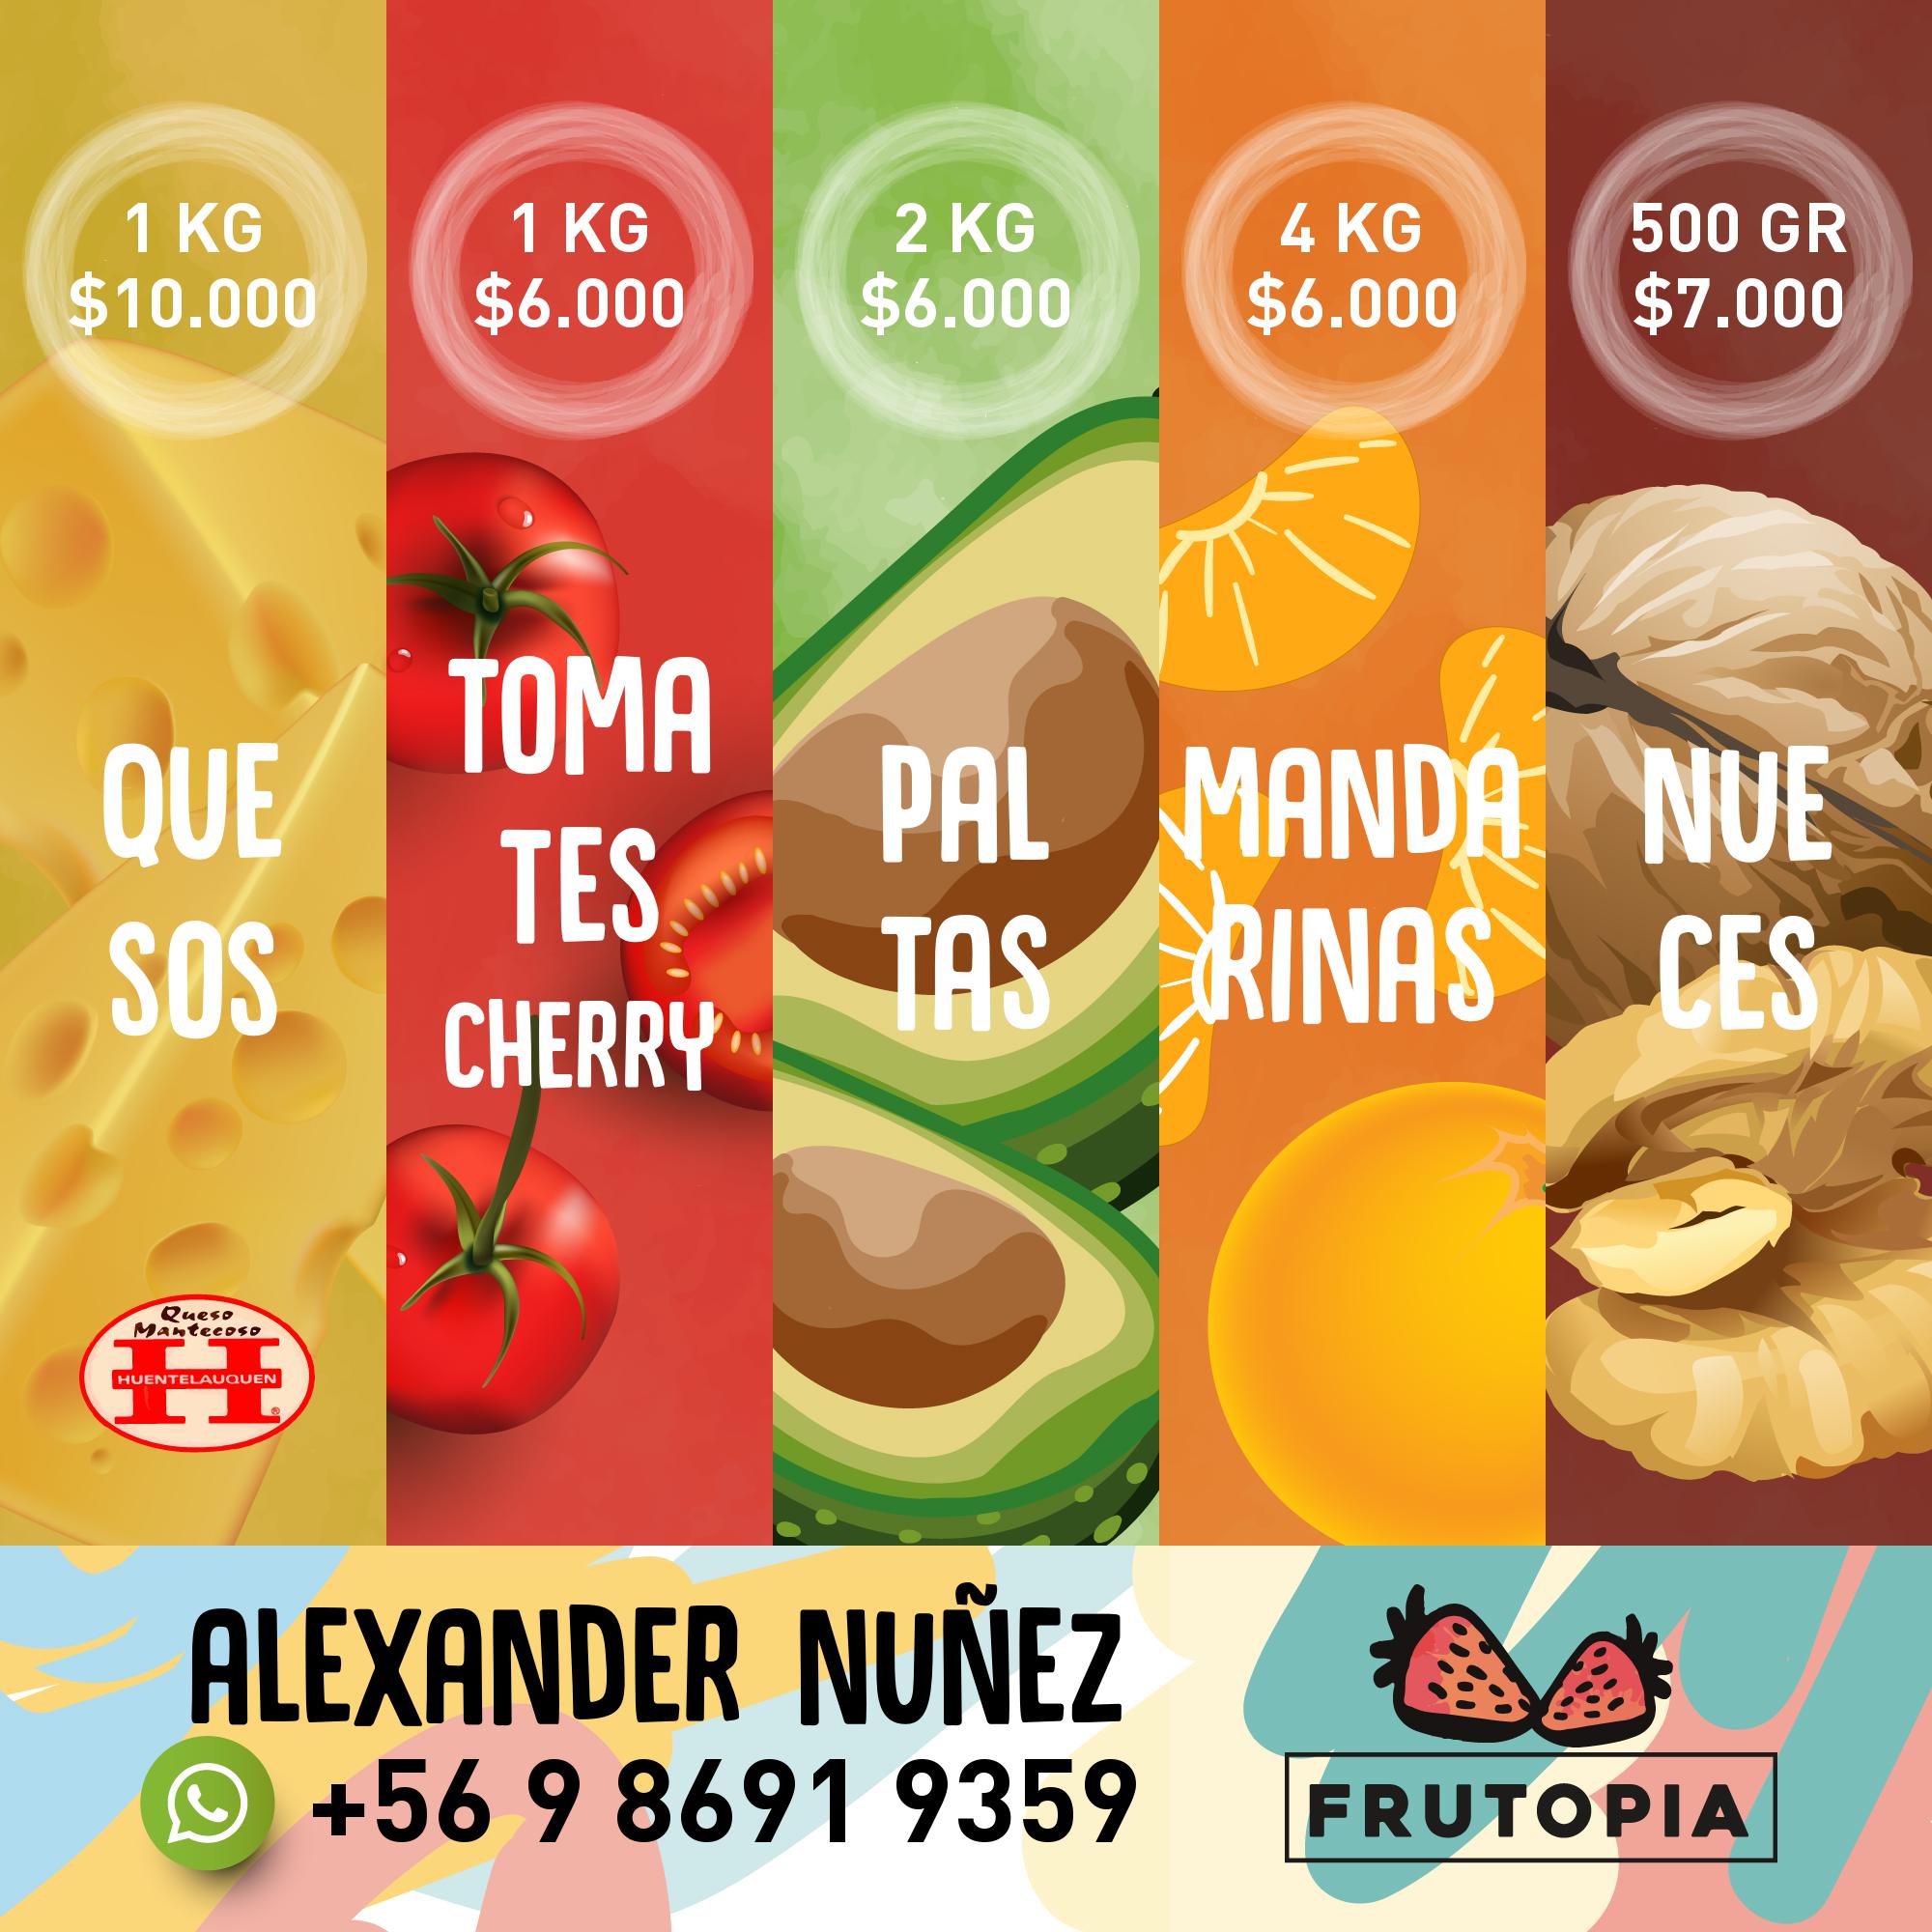 1 KG
$10.000
QUE
SOS
Queso
Mantecoso
H
HUENTELAUQUEN
®
1 KG
$6.000
TOMA
TES
CHERRY
2 KG
$6.000
PAL
TAS
4 KG
$6.000
MANDA
RINAS
500 GR
$7.000
NUE
CES
ALEXANDER NUÑEZ
+56 9 8691 9359
FRUTOPIA